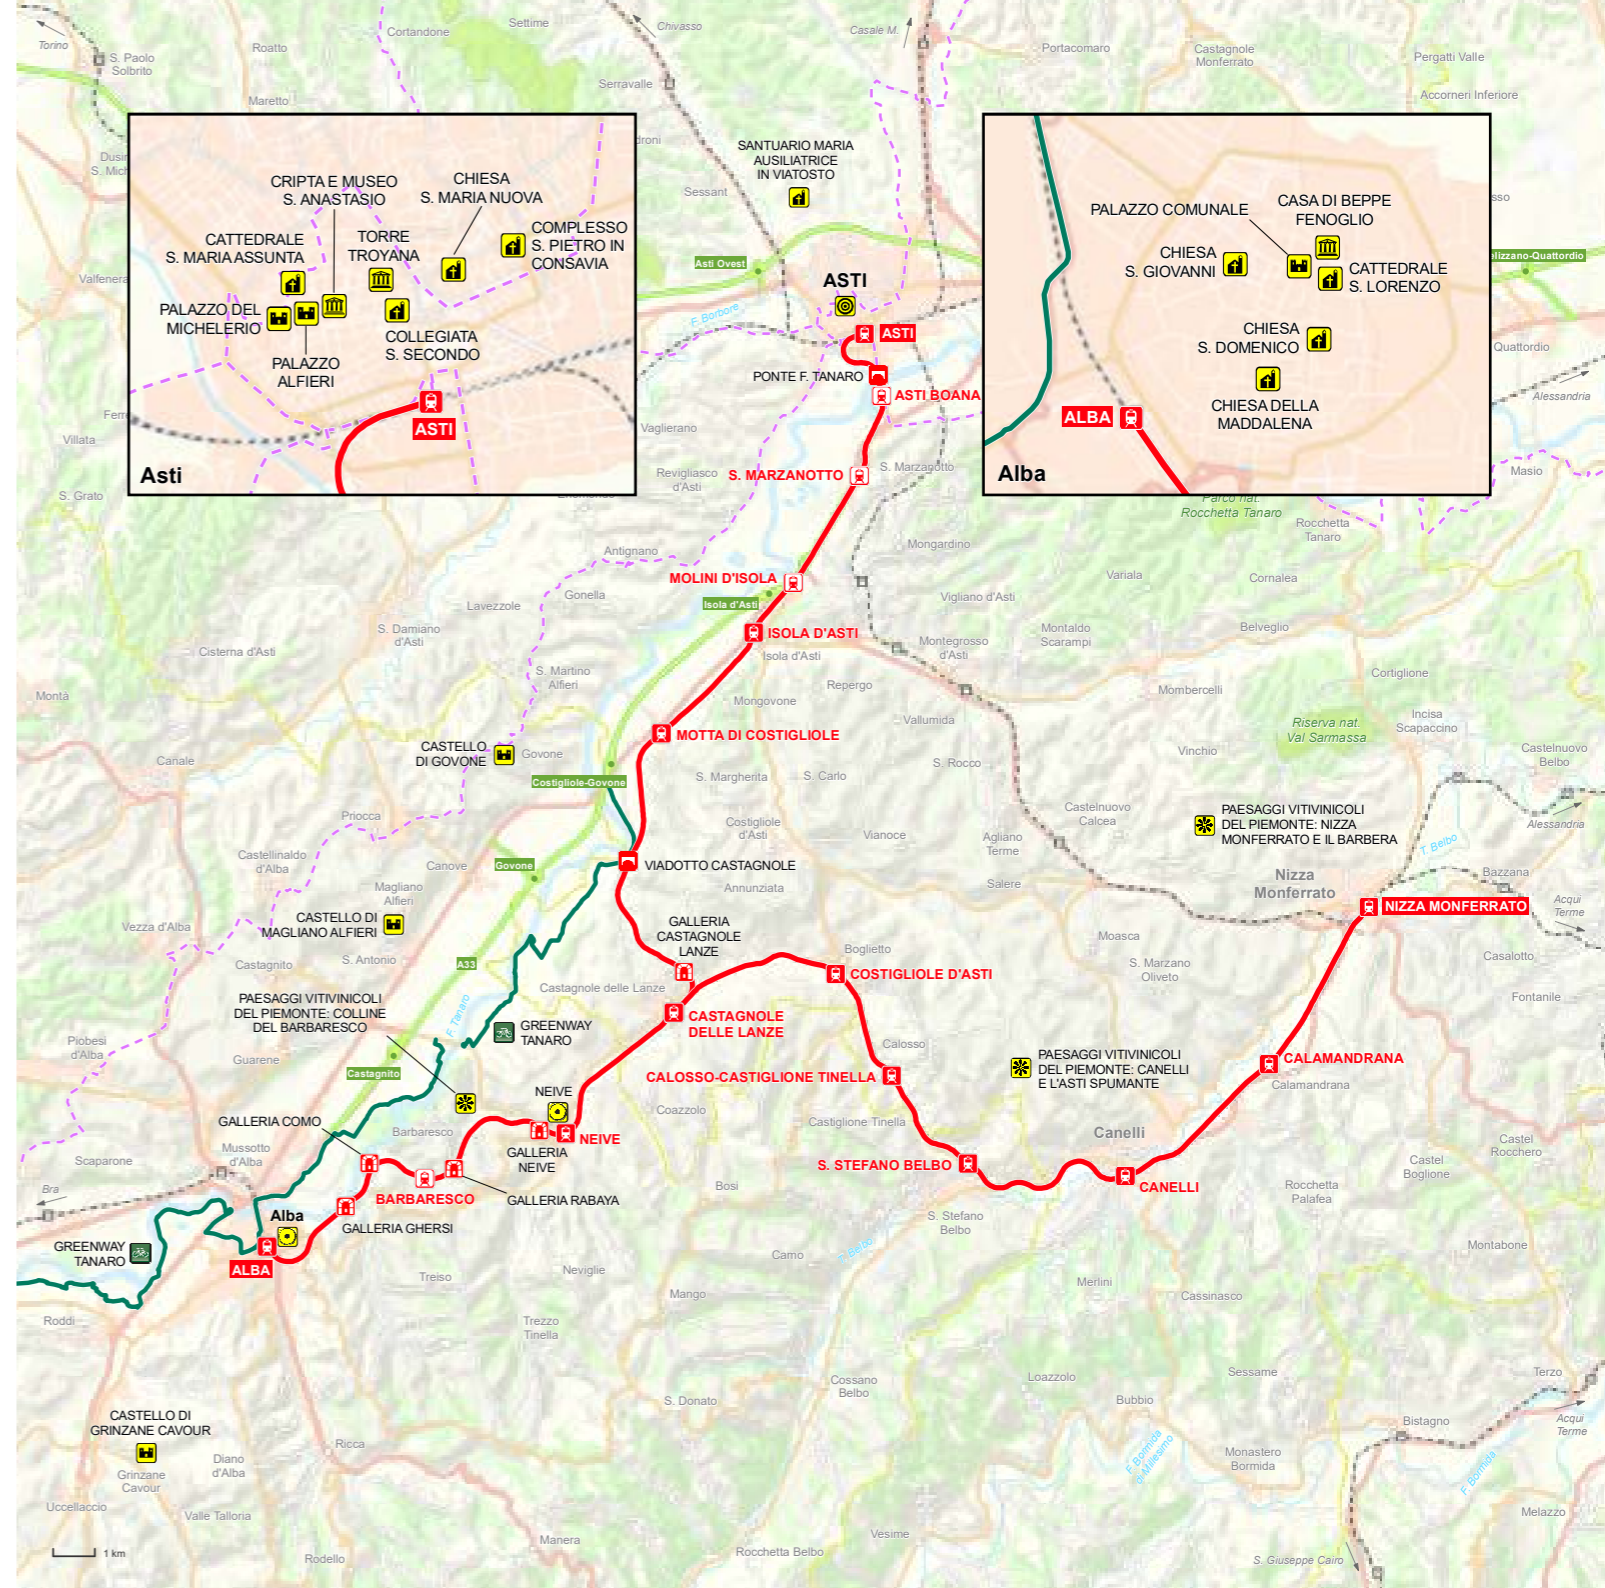 Torino
S. Paolo
Solbrito
Roatto
Cortandone
Settime
Chivasso
Casale M.
Portacomaro
Castagnole
Monferrato
Pergatti Valle
Serravalle
Maretto
Accorneri Inferiore
CRIPTA E MUSEO
S. ANASTASIO
CHIESA
S. MARIA NUOVA
CATTEDRALE
S. MARIA ASSUNTA
TORRE
TROYANA
COMPLESSO
S. PIETRO IN
CONSAVIA
PALAZZO DEL
MICHELERIO
PALAZZO
ALFIERI
COLLEGIATA
S. SECONDO
ASTI
Asti
SANTUARIO MARIA
AUSILIATRICE
IN VIATOSTO
Sessant
Asti Ovest
ASTI
F. Borbore
ASTI
PONTE F. TANARO
ASTI BOANA
PALAZZO COMUNALE
CASA DI BEPPE
FENOGLIO
CHIESA
S. GIOVANNI
CATTEDRALE
S. LORENZO
CHIESA
S. DOMENICO
CHIESA DELLA
MADDALENA
ALBA
Alba
Valfenera
Quattordio
Alessandria
Villata
Vaglierano
Revigliasco
d'Asti
S. MARZANOTTO
S. Marzanotto
Masio
S. Grato
Parco nat.
Rocchetta Tanaro
Rocchetta
Tanaro
Antignano
Mongardino
MOLINI D'ISOLA
Variala
Cornalea
Gonella
Lavezzole
Isola d'Asti
Vigliano d'Asti
S. Damiano
d'Asti
ISOLA D'ASTI
Isola d'Asti
Montegrosso
d'Asti
Montaldo
Scarampi
Belveglio
Cisterna d'Asti
S. Martino
Alfieri
Repergo
Cortiglione
Montà
Mongovone
Mombercelli
Vallumida
Riserva nat.
Val Sarmassa
Incisa
Scapaccino
MOTTA DI COSTIGLIOLE
CASTELLO
DI GOVONE
Govone
Canale
S. Rocco
Vinchio
Castelnuovo
Belbo
Costigliole-Govone
S. Margherita
S. Carlo
Priocca
Costigliole
d'Asti
Vianoce
Castelnuovo
Calcea
PAESAGGI VITIVINICOLI
DEL PIEMONTE: NIZZA
MONFERRATO E IL BARBERA
Alessandria
Agliano
Terme
T. Belbo
Castellinaldo
d'Alba
Canove
Govone
VIADOTTO CASTAGNOLE
Annunziata
Salere
Nizza
Monferrato
Bazzana
Magliano
Alfieri
NIZZA MONFERRATO
Acqui
Terme
CASTELLO DI
MAGLIANO ALFIERI
Vezza d'Alba
GALLERIA
CASTAGNOLE
LANZE
Boglietto
Moasca
Casalotto
Castagnito
S. Antonio
A33
COSTIGLIOLE D'ASTI
S. Marzano
Oliveto
PAESAGGI VITIVINICOLI
DEL PIEMONTE: COLLINE
DEL BARBARESCO
F. Tanaro
Castagnole delle Lanze
Fontanile
GREENWAY
TANARO
CASTAGNOLE
DELLE LANZE
Piobesi
d'Alba
Guarene
Calosso
PAESAGGI VITIVINICOLI
DEL PIEMONTE: CANELLI
E L'ASTI SPUMANTE
CALAMANDRANA
Calamandrana
Castagnito
CALOSSO-CASTIGLIONE TINELLA
NEIVE
Coazzolo
Castiglione Tinella
GALLERIA COMO
Barbaresco
NEIVE
GALLERIA
NEIVE
Canelli
Castel
Rocchero
Mussotto
d'Alba
Scaparone
S. STEFANO BELBO
Castel
Boglione
Bra
BARBARESCO
GALLERIA RABAYA
Bosi
CANELLI
Rocchetta
Palafea
Alba
GALLERIA GHERSI
S. Stefano
Belbo
GREENWAY
TANARO
ALBA
Camo
T. Belbo
Montabone
Treiso
Neviglie
Merlini
Mango
Cassinasco
Roddi
Trezzo
Tinella
Sessame
Terzo
Cossano
Belbo
Loazzolo
Bubbio
S. Donato
CASTELLO DI
GRINZANE CAVOUR
Bistagno
Acqui
Terme
Ricca
F. Bormida
di Millesimo
Monastero
Bormida
F. Bormida
Grinzane
Cavour
Diano
d'Alba
Uccellaccio
Valle Talloria
Melazzo
Vesime
Manera
Rocchetta Belbo
1 km
Rodello
S. Giuseppe Cairo